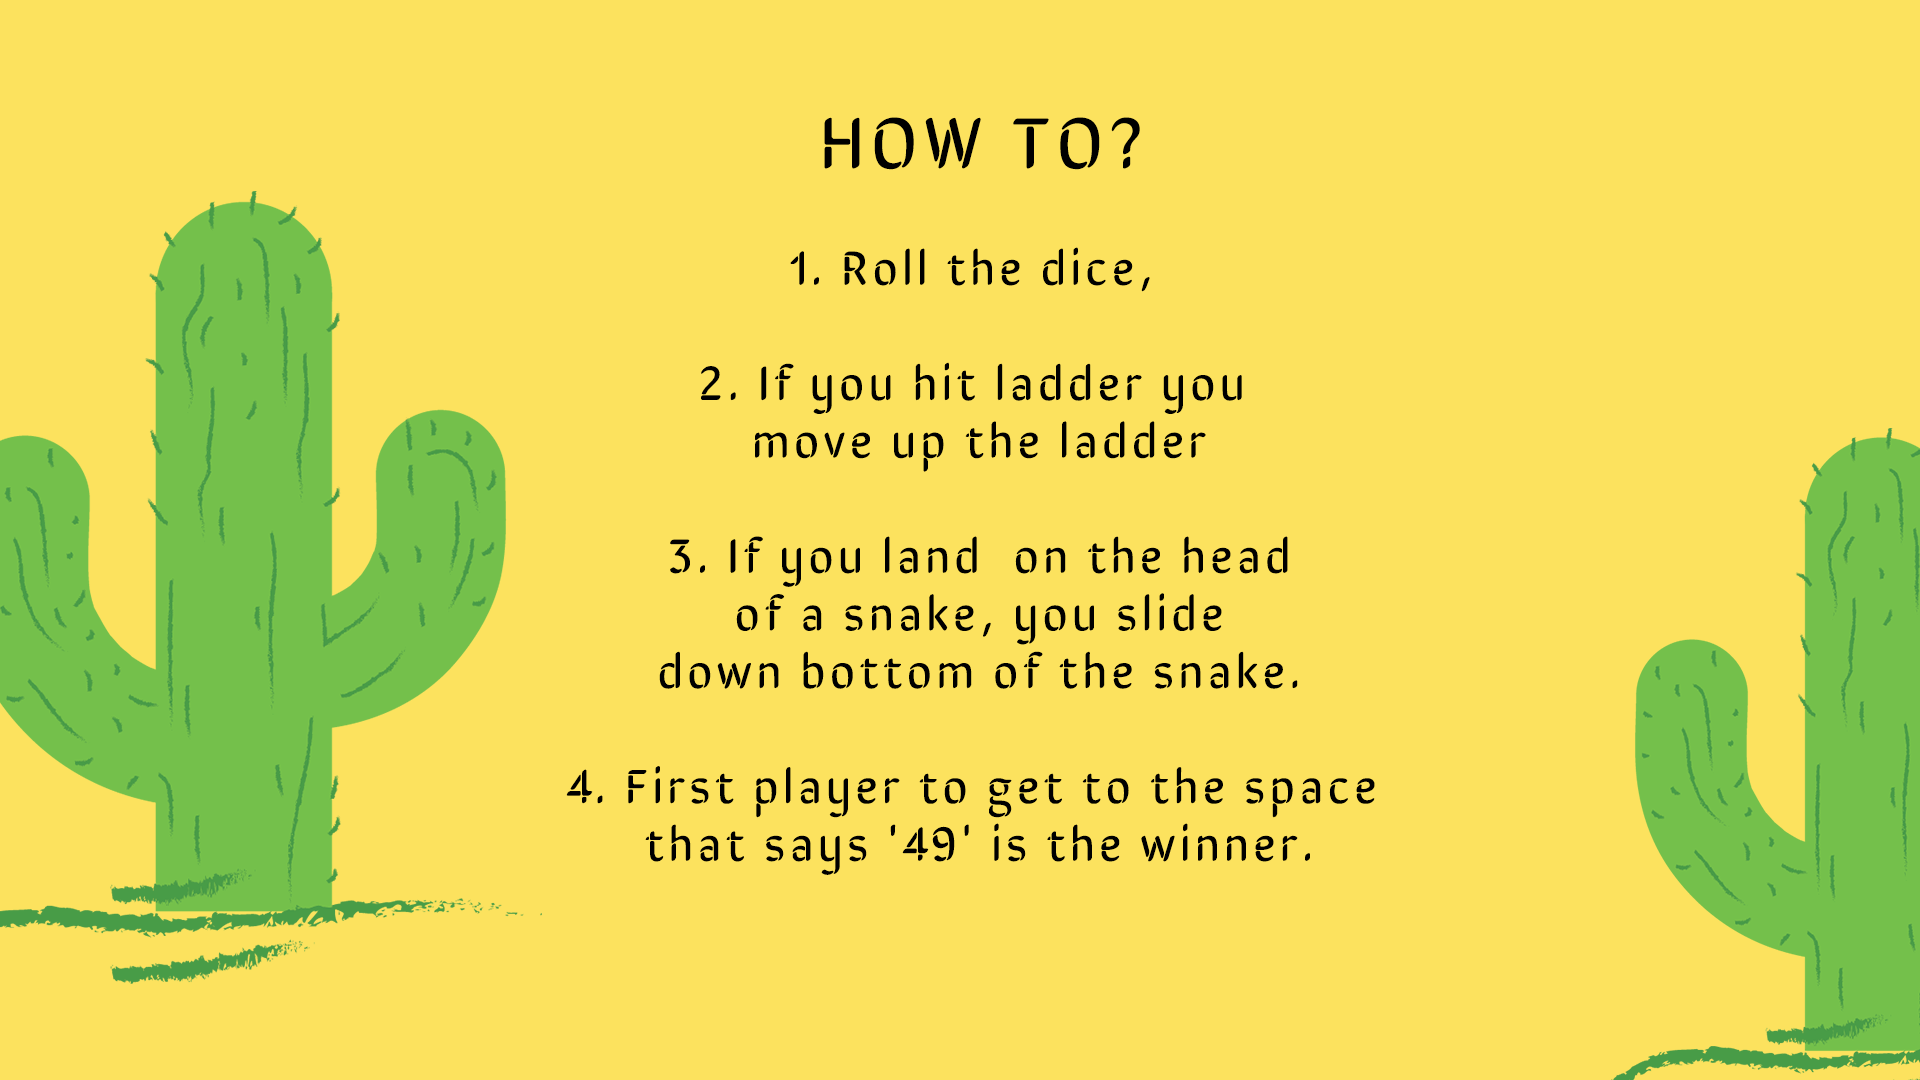 HOW TO?
1. Roll the dice,
2. If you hit ladder you
move up the ladder
3. If you land  on the head
of a snake, you slide
down bottom of the snake.
4. First player to get to the space
that says '49' is the winner.